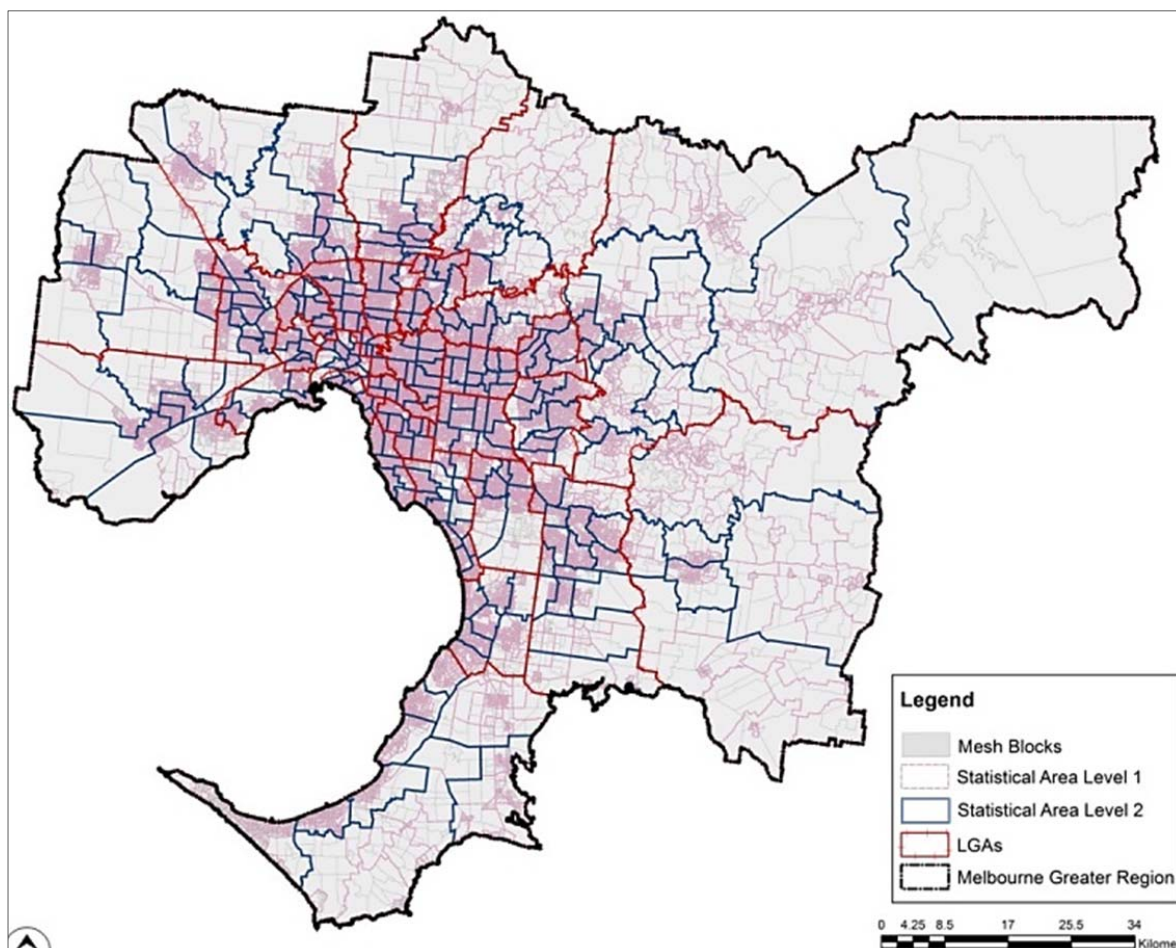 Legend
Mesh Blocks
Statistical Area Level 1
Statistical Area Level 2
LGAs
Melbourne Greater Region
0 4.25 8.5 17 25.5 34
Kilome